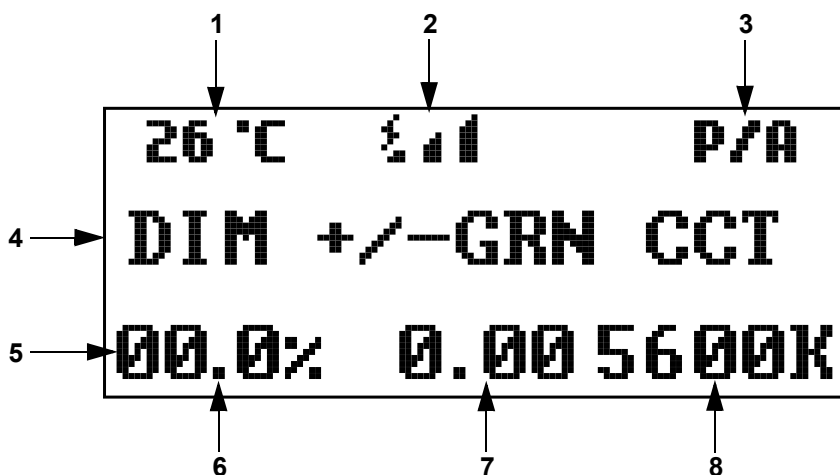 1 2 3
26 °C P/A
4 DIM +/-GRN CCT
5 00.0% 0.00 5600K
6 7 8